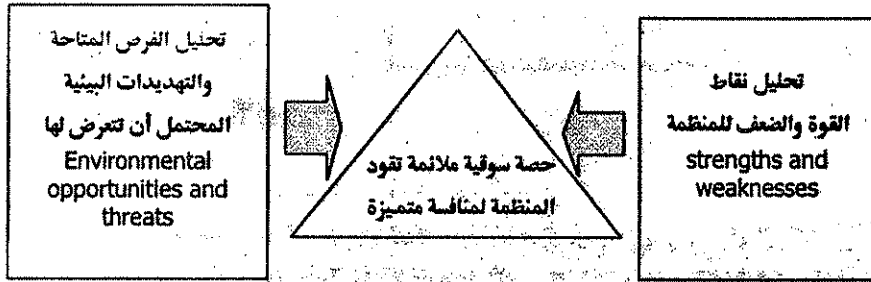 تحليل الفرص المتاحة
والتهديدات البيئية
المحتمل أن تتعرض لها
Environmental
opportunities and
threats
حصة سوقية ملائمة تقود
المنظمة لمنافسة متميزة
تحليل نقاط
القوة والضعف للمنظمة
strengths and
weaknesses